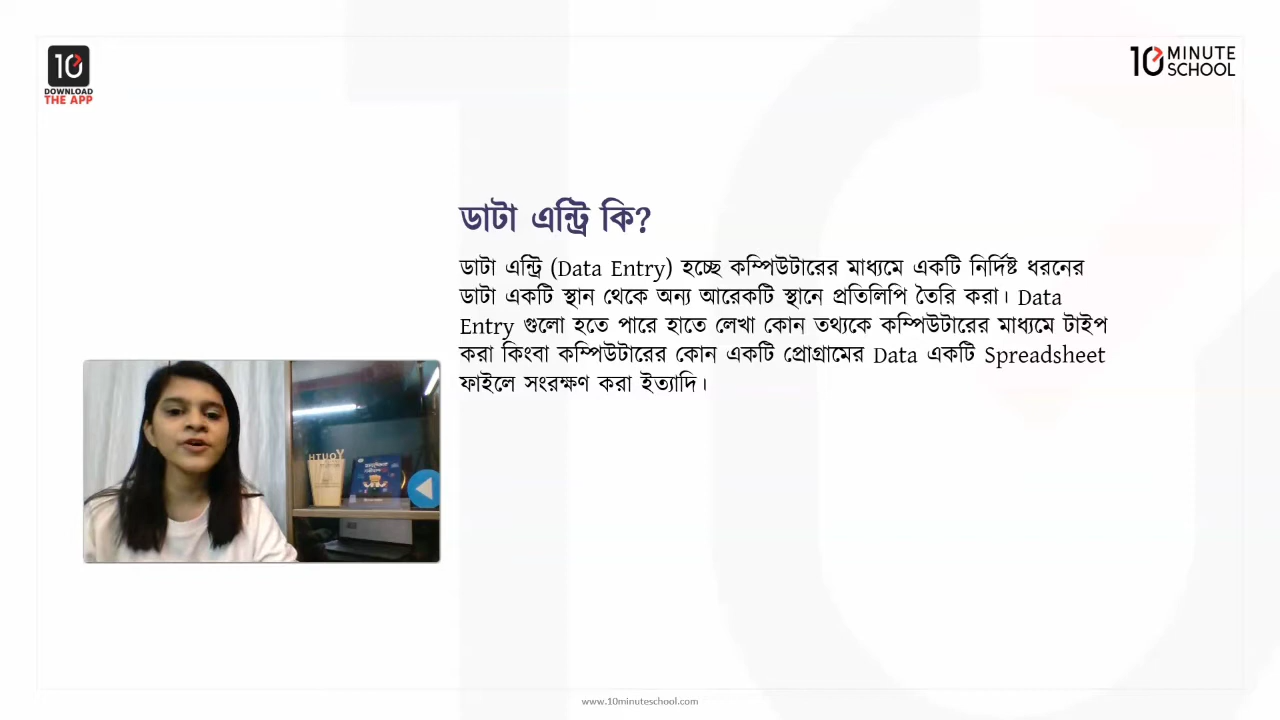 10
DOWNLOAD
THE APP
10 MINUTE
SCHOOL
ডাটা এন্ট্রি কি?
ডাটা এন্ট্রি (Data Entry) হচ্ছে কম্পিউটারের মাধ্যমে একটি নির্দিষ্ট ধরনের
ডাটা একটি স্থান থেকে অন্য আরেকটি স্থানে প্রতিলিপি তৈরি করা। Data
Entry গুলো হতে পারে হাতে লেখা কোন তথ্যকে কম্পিউটারের মাধ্যমে টাইপ
করা কিংবা কম্পিউটারের কোন একটি প্রোগ্রামের Data একটি Spreadsheet
ফাইলে সংরক্ষণ করা ইত্যাদি।
YOUTH
www.10minuteschool.com